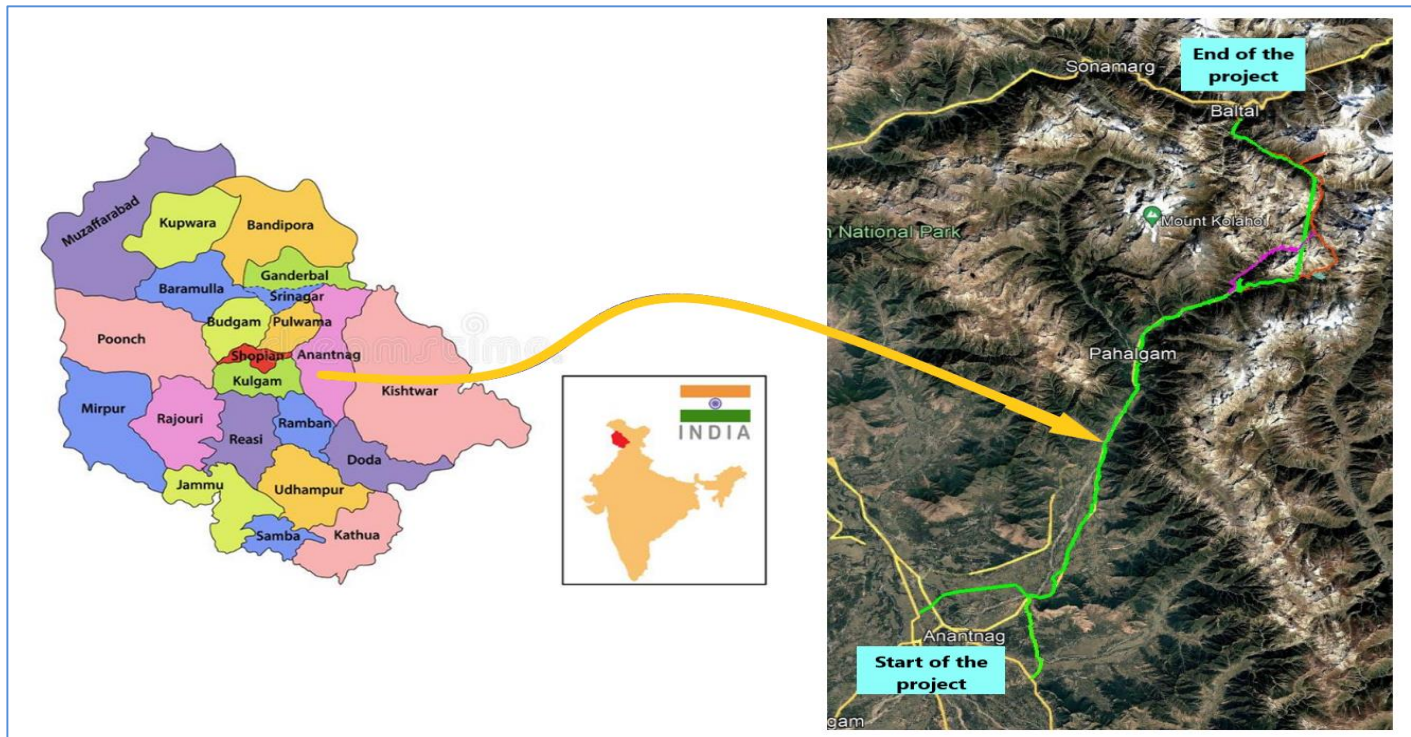 Muzaffarabad
Kupwara
Bandipora
Ganderbal
Baramulla
Srinagar
Budgam
Pulwama
Poonch
Shopian
Anantnag
Kulgam
Kishtwar
Mirpur
Rajouri
Reasi
Ramban
Doda
Jammu
Udhampur
Samba
Kathua
INDIA
End of the
project
Sonamarg
Baltal
Mount Kolahoi
National Park
Pahalgam
Anantnag
Start of the
project
gam